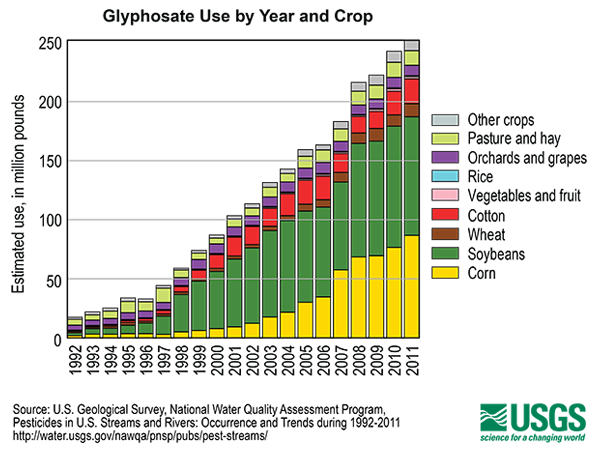 Glyphosate Use by Year and Crop
Estimated use, in million pounds
250
200
150
100
50
0
1992
1993
1994
1995
1996
1997
1998
1999
2000
2001
2002
2003
2004
2005
2006
2007
2008
2009
2010
2011
Other crops
Pasture and hay
Orchards and grapes
Rice
Vegetables and fruit
Cotton
Wheat
Soybeans
Corn
Source: U.S. Geological Survey, National Water Quality Assessment Program,
Pesticides in U.S. Streams and Rivers: Occurrence and Trends during 1992-2011
http://water.usgs.gov/nawqa/pnsp/pubs/pest-streams/
USGS
science for a changing world